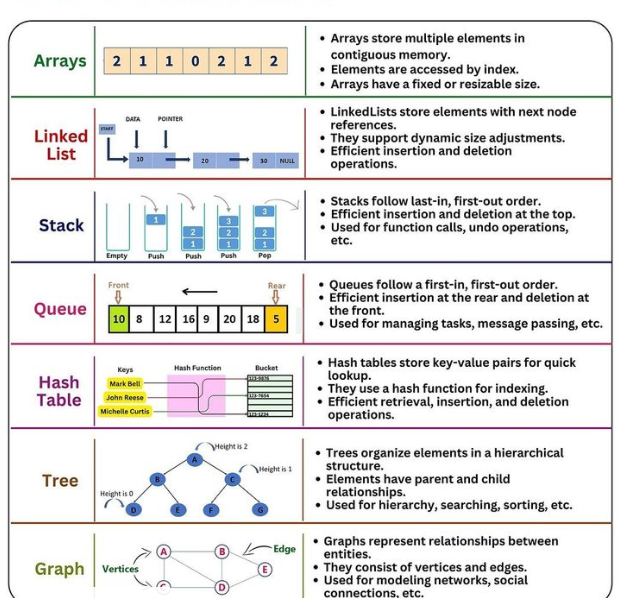 Arrays
2 1 1 0 2 1 2
• Arrays store multiple elements in
contiguous memory.
• Elements are accessed by index.
• Arrays have a fixed or resizable size.
Linked
List
START
DATA
POINTER
10
20
30 NULL
• LinkedLists store elements with next node
references.
• They support dynamic size adjustments.
• Efficient insertion and deletion
operations.
Stack
1
2
1
3
2
1
3
2
1
Empty Push Push Push Pep
• Stacks follow last-in, first-out order.
• Efficient insertion and deletion at the top.
• Used for function calls, undo operations,
etc.
Queue
Front
Rear
10 8 12 16 9 20 18 5
• Queues follow a first-in, first-out order.
• Efficient insertion at the rear and deletion at
the front.
• Used for managing tasks, message passing, etc.
Hash
Table
Keys
Hash Function
Bucket
Mark Bell
John Reese
Michelle Curtis
123-9876
123-7654
123-1234
• Hash tables store key-value pairs for quick
lookup.
• They use a hash function for indexing.
• Efficient retrieval, insertion, and deletion
operations.
Tree
Height is 2
A
Height is 1
B
C
Height is 0
D
E
F
G
• Trees organize elements in a hierarchical
structure.
• Elements have parent and child
relationships.
• Used for hierarchy, searching, sorting, etc.
Graph
A
B
Edge
Vertices
E
C
D
• Graphs represent relationships between
entities.
• They consist of vertices and edges.
• Used for modeling networks, social
connections, etc.